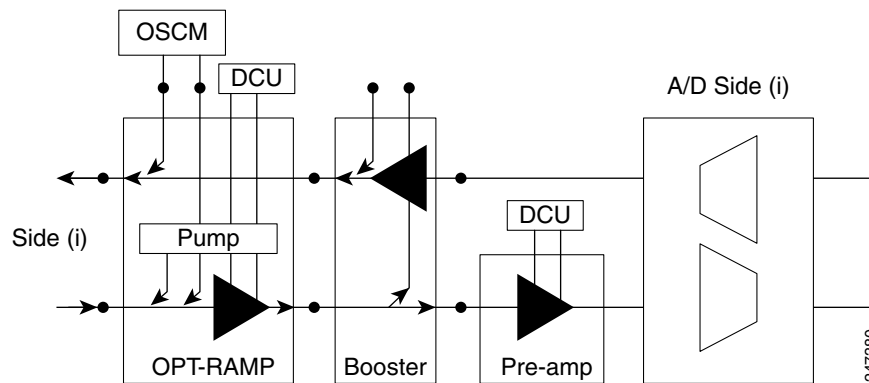 OSCM
DCU
A/D Side (i)
DCU
Side (i)
Pump
OPT-RAMP
Booster
Pre-amp